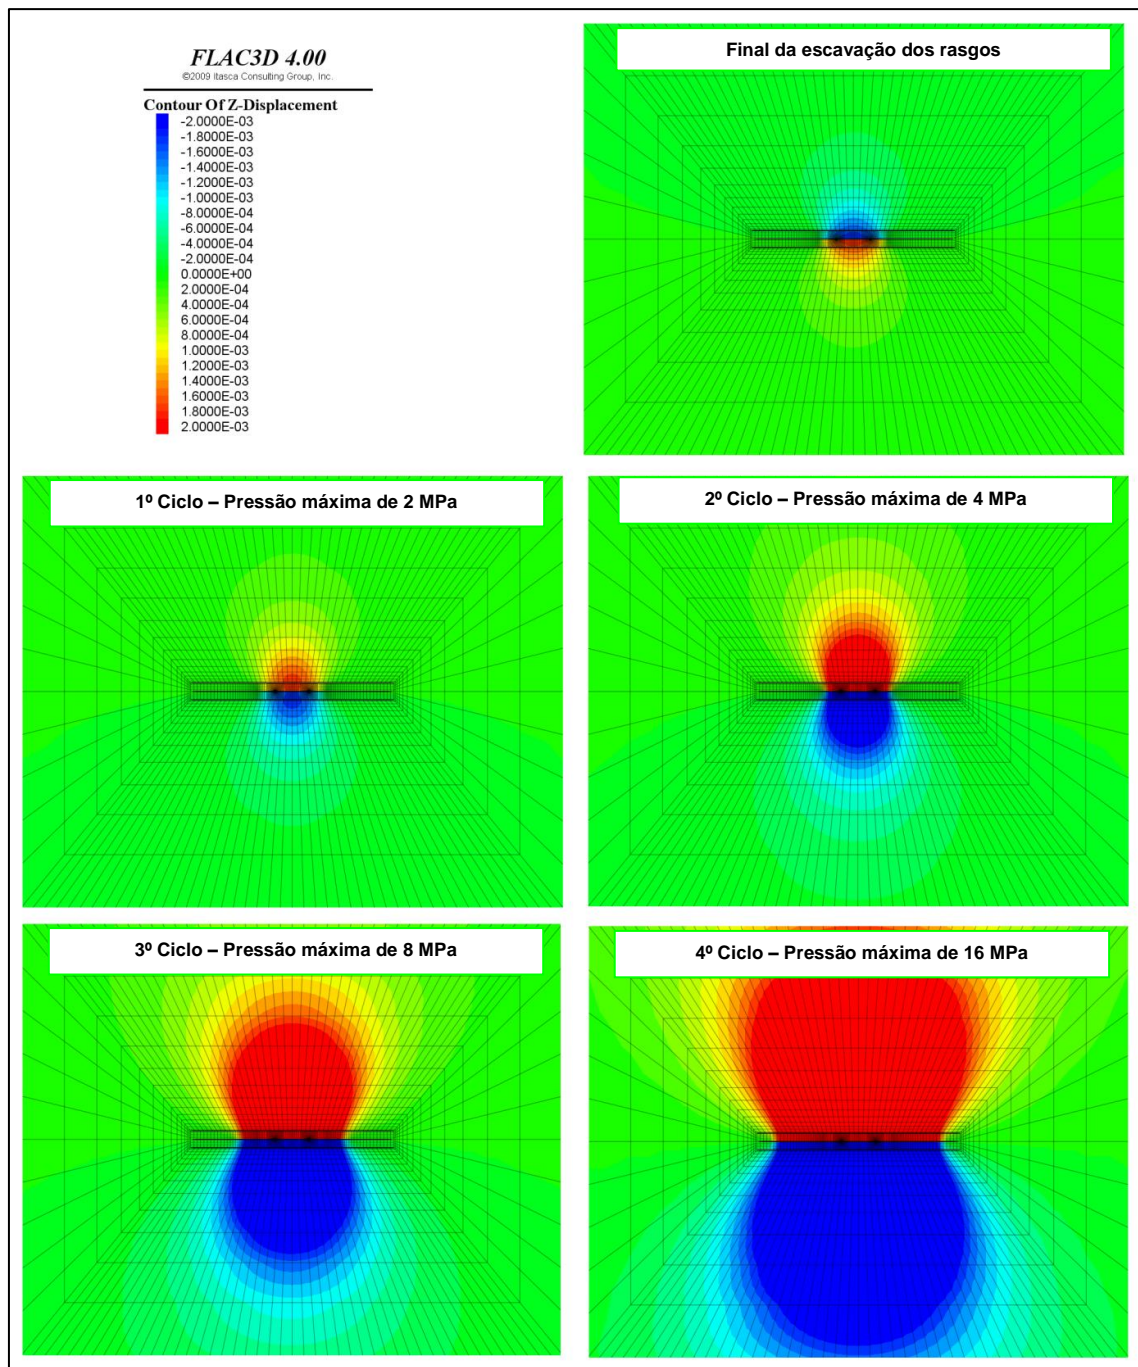 FLAC3D 4.00
©2009 Itasca Consulting Group, Inc.
Contour Of Z-Displacement
-2.0000E-03
-1.8000E-03
-1.6000E-03
-1.4000E-03
-1.2000E-03
-1.0000E-03
-8.0000E-04
-6.0000E-04
-4.0000E-04
-2.0000E-04
0.0000E+00
2.0000E-04
4.0000E-04
6.0000E-04
8.0000E-04
1.0000E-03
1.2000E-03
1.4000E-03
1.6000E-03
1.8000E-03
2.0000E-03
Final da escavação dos rasgos
1º Ciclo – Pressão máxima de 2 MPa
2º Ciclo – Pressão máxima de 4 MPa
3º Ciclo – Pressão máxima de 8 MPa
4º Ciclo – Pressão máxima de 16 MPa